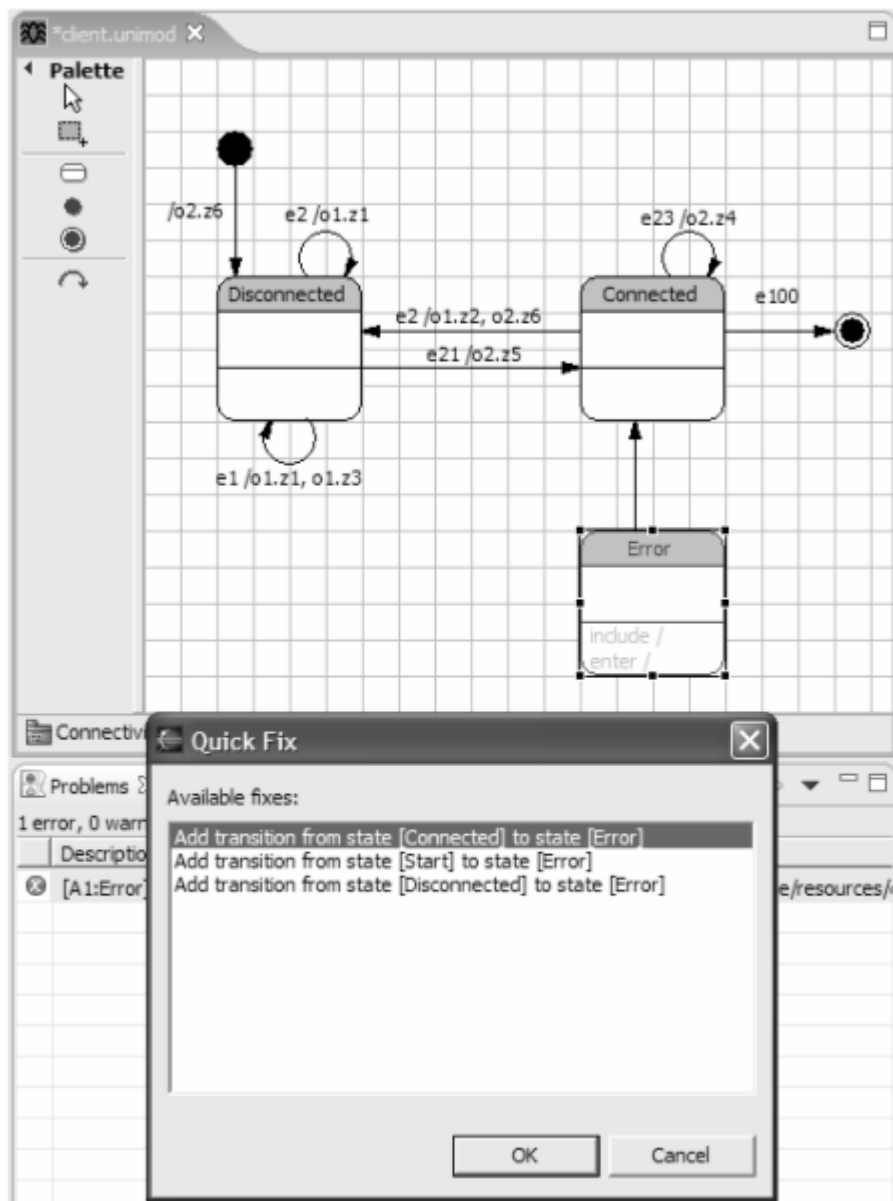 *client.unimod
Palette
/o2.z6
e2 /o1.z1
e23 /o2.z4
Disconnected
Connected
e100
e2 /o1.z2, o2.z6
e21 /o2.z5
e1 /o1.z1, o1.z3
Error
include /
enter /
Quick Fix
Problems
Available fixes:
1 error, 0
Add transition from state [Connected] to state [Error]
Add transition from state [Start] to state [Error]
Add transition from state [Disconnected] to state [Error]
[A1:Error]
e/resources/
OK
Cancel